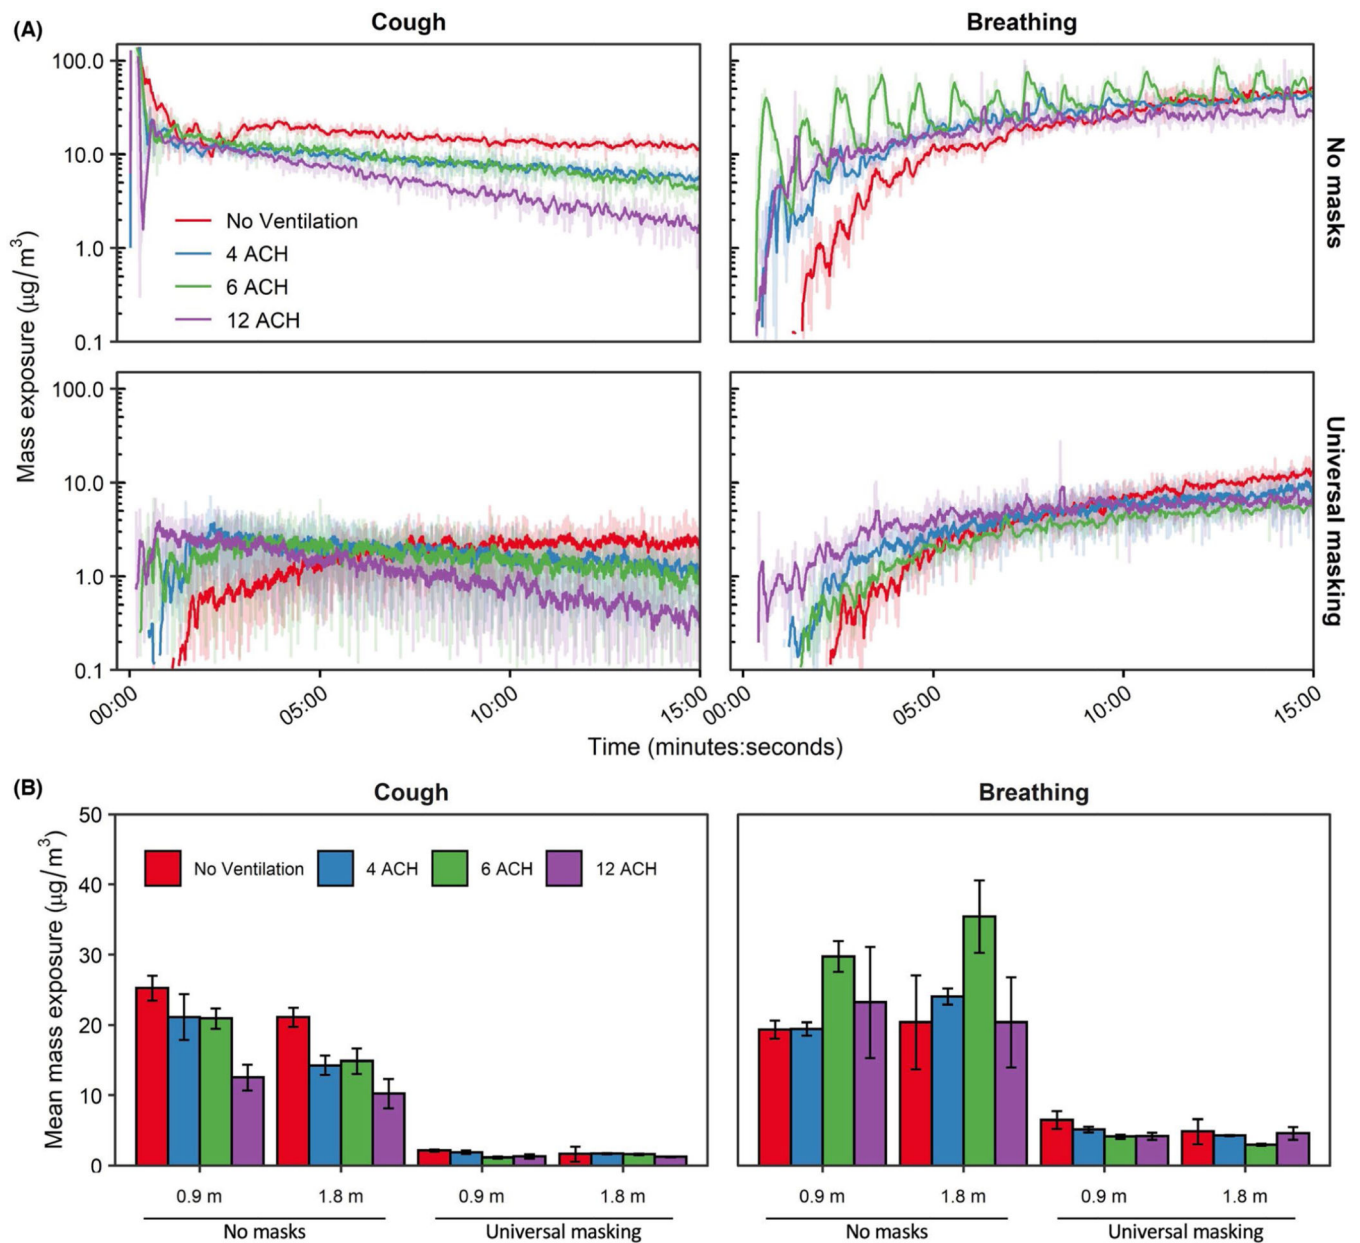 (A)
Cough
Breathing
Mass exposure (µg/m³)
100.0
10.0
1.0
0.1
No Ventilation
4 ACH
6 ACH
12 ACH
No masks
100.0
10.0
1.0
0.1
Universal masking
00:00
05:00
10:00
15:00
00:00
05:00
10:00
15:00
Time (minutes:seconds)
(B)
Cough
Breathing
Mean mass exposure (µg/m³)
50
40
30
20
10
0
No Ventilation 4 ACH 6 ACH 12 ACH
0.9 m 1.8 m 0.9 m 1.8 m 0.9 m 1.8 m 0.9 m 1.8 m
No masks Universal masking No masks Universal masking